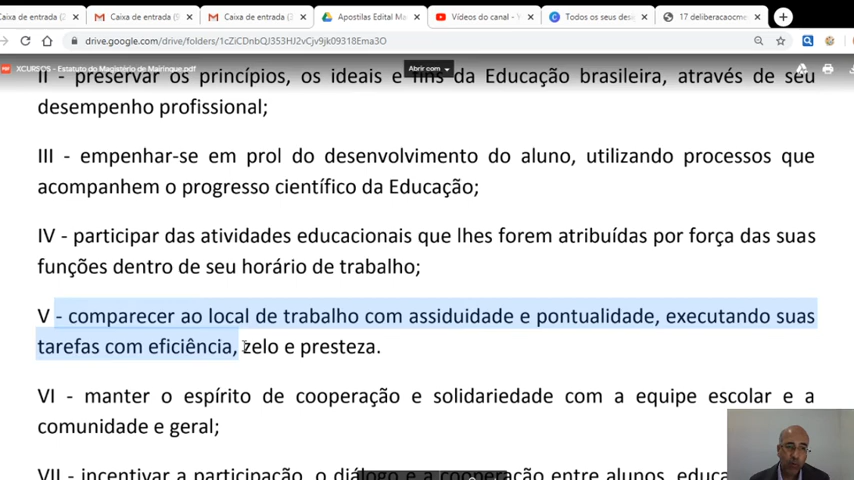 Caixa de entrada (
Caixa de entrada (
Caixa de entrada (
Apostilas Edital Ma
Vídeos do canal - Y
Todos os seus des
17 deliberacaocme
drive.google.com/drive/folders/1cZiCDnbQJ353HJ2vCjv9jk09318Ema3O
XCURSOS - Estatuto do Magistério de Mairinque.pdf
Abrir com
II - preservar os princípios, os ideais e fins da Educação brasileira, através de seu
desempenho profissional;
III - empenhar-se em prol do desenvolvimento do aluno, utilizando processos que
acompanhem o progresso científico da Educação;
IV - participar das atividades educacionais que lhes forem atribuídas por força das suas
funções dentro de seu horário de trabalho;
V - comparecer ao local de trabalho com assiduidade e pontualidade, executando suas
tarefas com eficiência, zelo e presteza.
VI - manter o espírito de cooperação e solidariedade com a equipe escolar e a
comunidade e geral;
VII - incentivar a participação, o diálogo e a cooperação entre alunos, educa